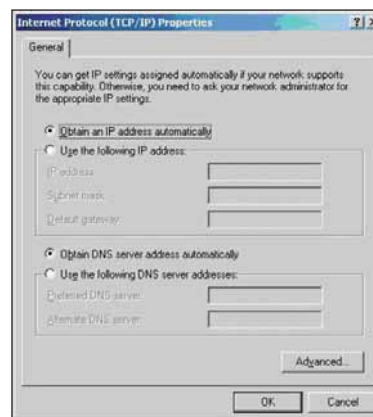 Internet Protocol (TCP/IP) Properties
General
You can get IP settings assigned automatically if your network supports
this capability. Otherwise, you need to ask your network administrator for
the appropriate IP settings.
Obtain an IP address automatically
Use the following IP address:
IP address:
Subnet mask:
Default gateway:
Obtain DNS server address automatically
Use the following DNS server addresses:
Preferred DNS server:
Alternate DNS server:
Advanced...
OK Cancel